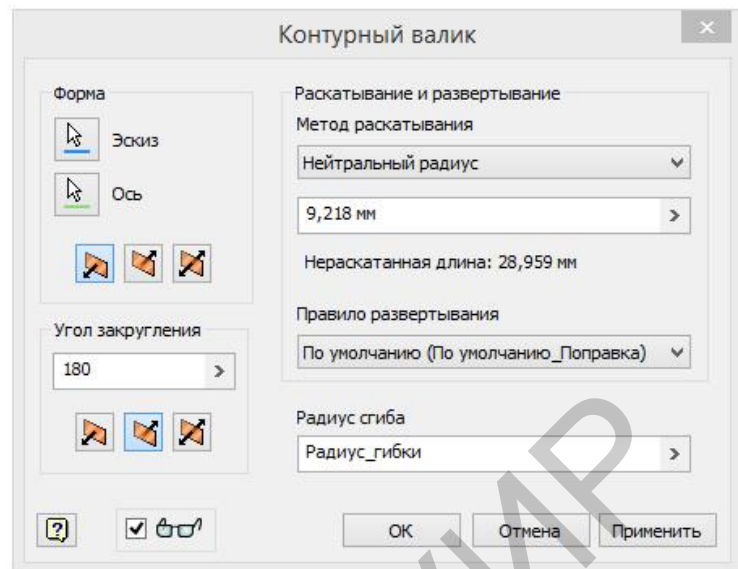 Контурный валик
Форма
Эскиз
Ось
Угол закругления
180
Раскатывание и развертывание
Метод раскатывания
Нейтральный радиус
9,218 мм
Нераскатанная длина: 28,959 мм
Правило развертывания
По умолчанию (По умолчанию_Поправка)
Радиус сгиба
Радиус_гибки
ОК
Отмена
Применить